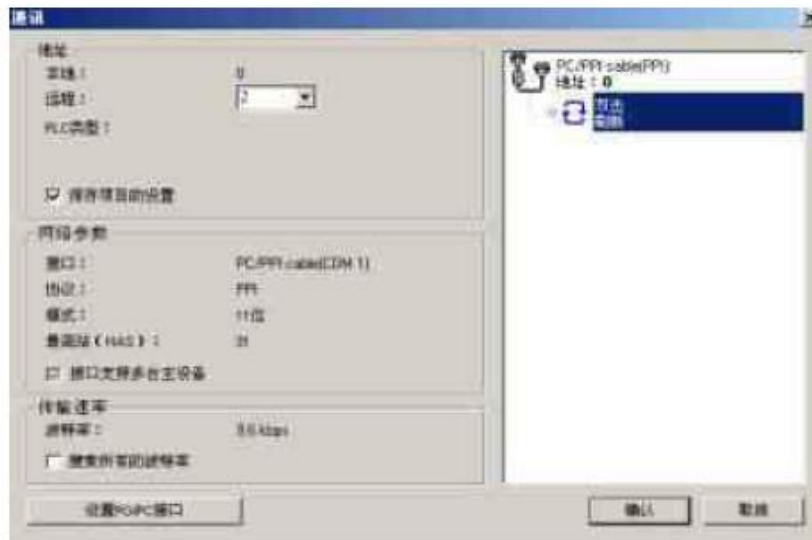 通讯
地址
本地： 0
远程： 2
PLC类型：
保存项目的设置
网络参数
接口： PC/PPI cable(COM 1)
协议： PPI
模式： 11位
最高站（HAS）： 31
接口支持多台主设备
传输速率
波特率： 9.6 kbps
搜索所有的波特率
设置PG/PC接口
PC/PPI cable(PPI)
地址：0
双击
刷新
确认
取消